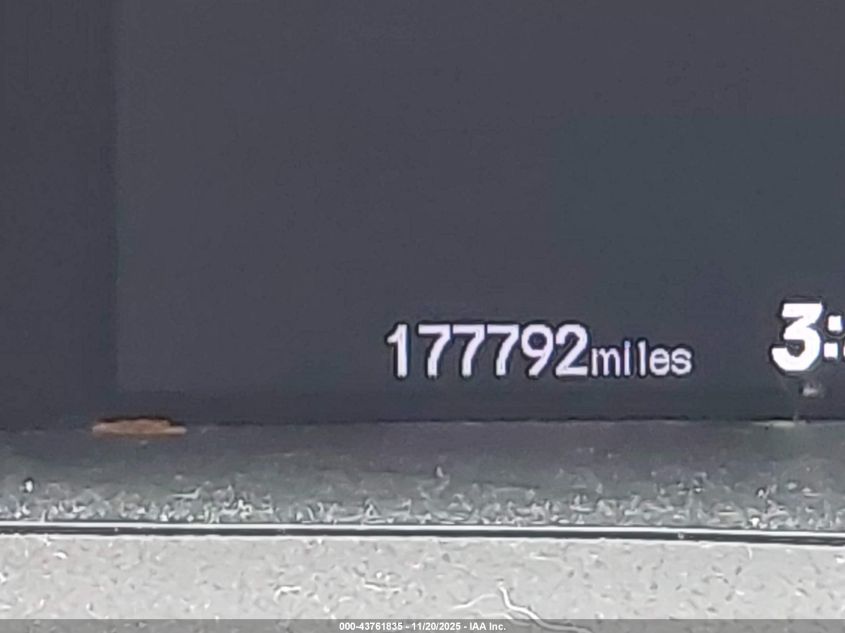 177792miles
3:
000-43761835 - 11/20/2025 - IAA Inc.